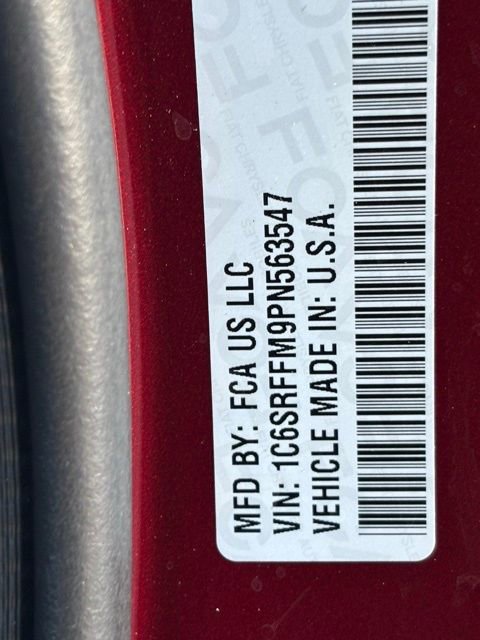 MFD BY: FCA US LLC
VIN: 1C6SRFFM9PN563547
VEHICLE MADE IN: U.S.A.